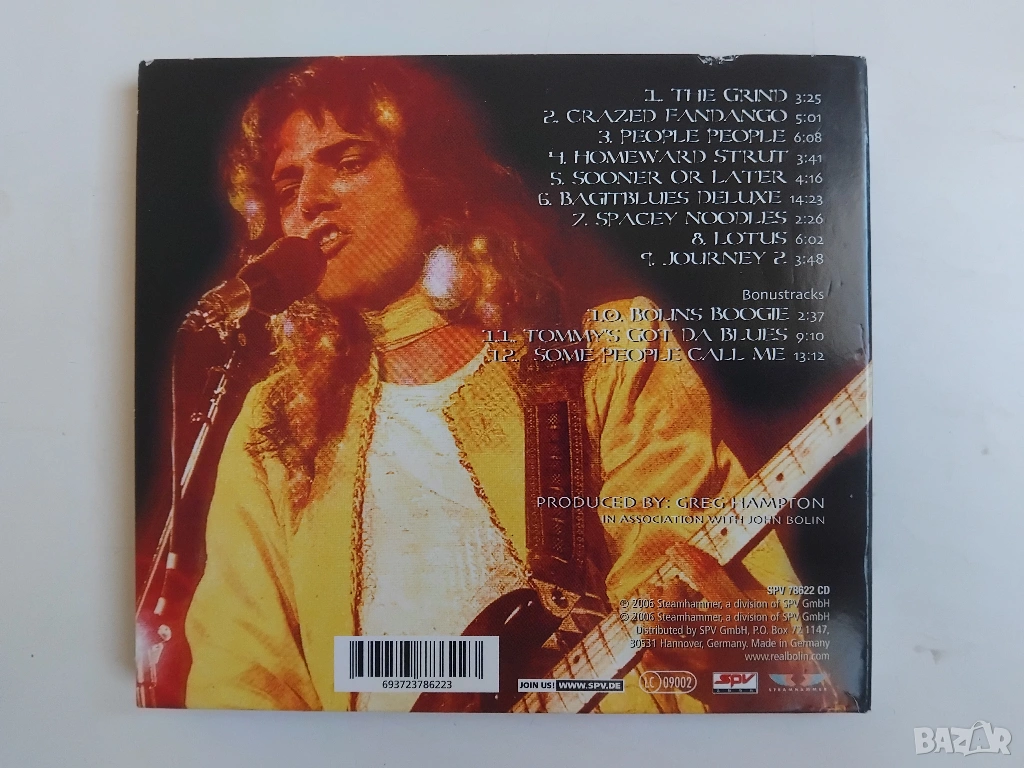 1. THE GRIND 3:25
2. CRAZED FANDANGO 5:01
3. PEOPLE PEOPLE 6:08
4. HOMEWARD STRUT 3:41
5. SOONER OR LATER 4:16
6. BAGITBLUES DELUXE 14:23
7. SPACEY NOODLES 2:26
8. LOTUS 6:02
9. JOURNEY 2 3:48
Bonustracks
10. BOLINS BOOGIE 2:37
11. TOMMY'S GOT DA BLUES 9:10
12. SOME PEOPLE CALL ME 13:12
PRODUCED BY: GREG HAMPTON
IN ASSOCIATION WITH JOHN BOLIN
SPV 78622 CD
℗ 2006 Steamhammer, a division of SPV GmbH
© 2006 Steamhammer, a division of SPV GmbH
Distributed by SPV GmbH, P.O. Box 72 1147,
30531 Hannover, Germany. Made in Germany
www.realbolin.com
693723786223
JOIN US! WWW.SPV.DE
LC 09002
SPV
STEAMHAMMER
BAZAR